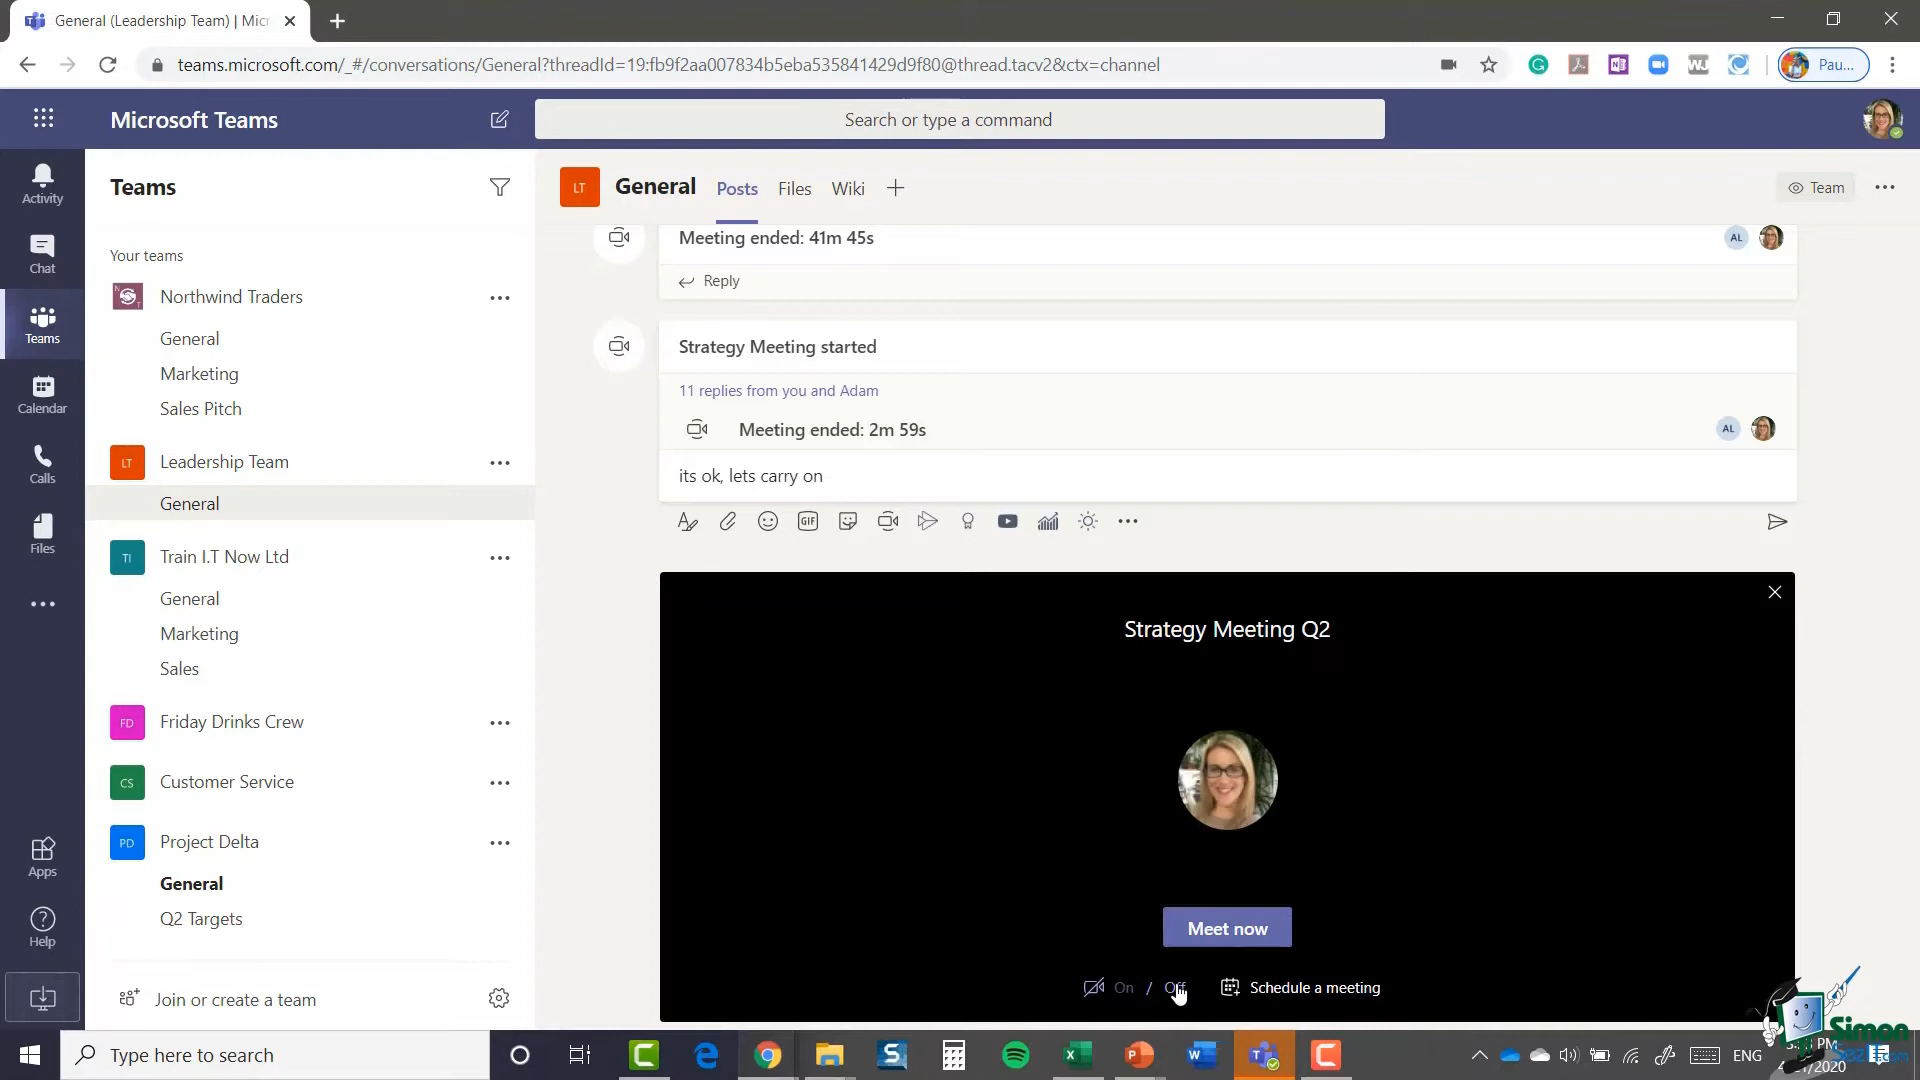 General (Leadership Team) | Micr
teams.microsoft.com/_#/conversations/General?threadId=19:fb9f2aa007834b5eba535841429d9f80@thread.tacv2&ctx=channel
Pau...
Microsoft Teams
Search or type a command
Activity
Chat
Teams
Calendar
Calls
Files
Apps
Help
Teams
Your teams
Northwind Traders
General
Marketing
Sales Pitch
LT Leadership Team
General
TI Train I.T Now Ltd
General
Marketing
Sales
FD Friday Drinks Crew
CS Customer Service
PD Project Delta
General
Q2 Targets
Join or create a team
LT General Posts Files Wiki
Team
Meeting ended: 41m 45s
AL
Reply
Strategy Meeting started
11 replies from you and Adam
Meeting ended: 2m 59s
AL
its ok, lets carry on
GIF
Strategy Meeting Q2
Meet now
On / Off
Schedule a meeting
Type here to search
ENG
Simon